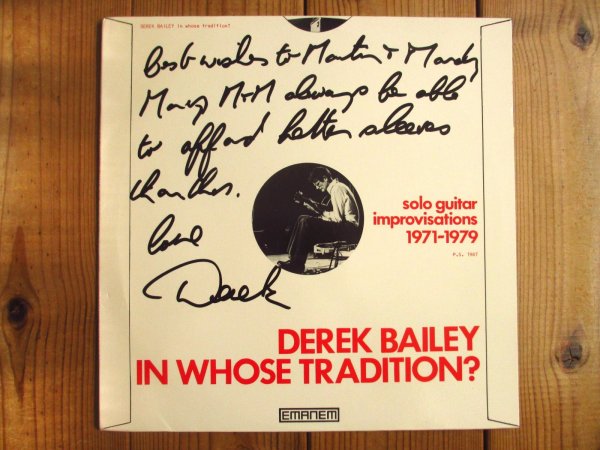 DEREK BAILEY in whose tradition?
best wishes to Martin & Mandy
May M+M always be able
to afford better sleeves
than this.
love
Derek
solo guitar
improvisations
1971-1979
DEREK BAILEY
IN WHOSE TRADITION?
EMANEM